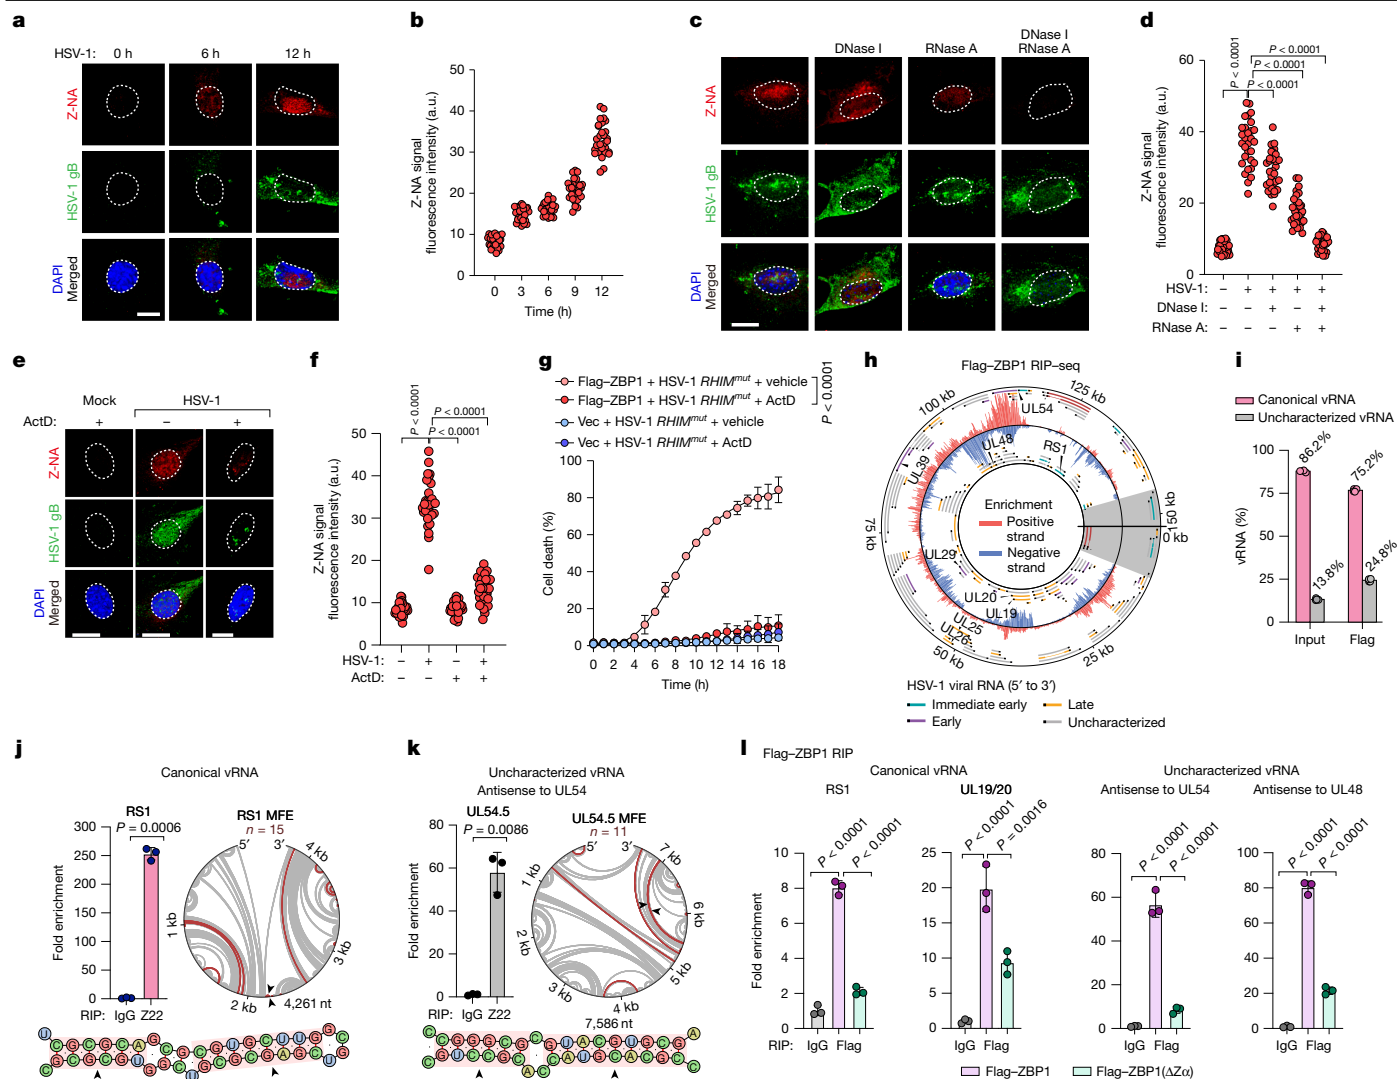 a
HSV-1: 0 h 6 h 12 h
Z-NA
HSV-1 gB
DAPI
Merged
b
Z-NA signal
fluorescence intensity (a.u.)
50
40
30
20
10
0
0 3 6 9 12
Time (h)
c
DNase I RNase A DNase I
RNase A
Z-NA
HSV-1 gB
DAPI
Merged
d
P < 0.0001
P < 0.0001
P < 0.0001
P < 0.0001
Z-NA signal
fluorescence intensity (a.u.)
60
40
20
0
HSV-1: – + + + +
DNase I: – – + – +
RNase A: – – – + +
e
Mock HSV-1
ActD: + – +
Z-NA
HSV-1 gB
DAPI
Merged
f
P < 0.0001
P < 0.0001
P < 0.0001
Z-NA signal
fluorescence intensity (a.u.)
50
40
30
20
10
0
HSV-1: – + – +
ActD: – – + +
g
Flag–ZBP1 + HSV-1 RHIMmut + vehicle
Flag–ZBP1 + HSV-1 RHIMmut + ActD
Vec + HSV-1 RHIMmut + vehicle
Vec + HSV-1 RHIMmut + ActD
P < 0.0001
Cell death (%)
100
80
60
40
20
0
0 2 4 6 8 10 12 14 16 18
Time (h)
h
Flag–ZBP1 RIP–seq
100 kb
125 kb
150 kb
0 kb
25 kb
50 kb
75 kb
UL54
UL48
RS1
UL39
UL29
UL20
UL19
UL25
UL26
Enrichment
Positive
strand
Negative
strand
HSV-1 viral RNA (5′ to 3′)
Immediate early Late
Early Uncharacterized
i
Canonical vRNA
Uncharacterized vRNA
vRNA (%)
100
75
50
25
0
86.2%
13.8%
75.2%
24.8%
Input Flag
j
Canonical vRNA
RS1
P = 0.0006
Fold enrichment
300
250
200
150
100
50
0
RIP: IgG Z22
RS1 MFE
n = 15
5′ 3′
4 kb
3 kb
4,261 nt
2 kb
1 kb
k
Uncharacterized vRNA
Antisense to UL54
UL54.5
P = 0.0086
Fold enrichment
80
60
40
20
0
RIP: IgG Z22
UL54.5 MFE
n = 11
5′ 3′
7 kb
6 kb
5 kb
4 kb
7,586 nt
3 kb
2 kb
1 kb
l
Flag–ZBP1 RIP
Canonical vRNA
Uncharacterized vRNA
RS1
UL19/20
Antisense to UL54
Antisense to UL48
Fold enrichment
P < 0.0001
P < 0.0001
10
8
6
4
2
0
P < 0.0001
P = 0.0016
25
20
15
10
5
0
P < 0.0001
P < 0.0001
80
60
40
20
0
P < 0.0001
P < 0.0001
100
80
60
40
20
0
RIP: IgG Flag IgG Flag IgG Flag IgG Flag
Flag–ZBP1
Flag–ZBP1(ΔZα)